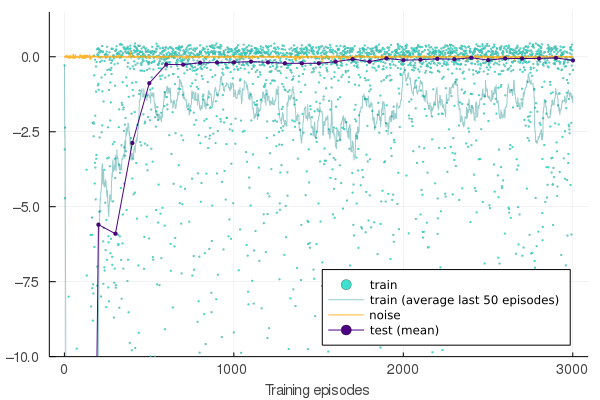 0.0
−2.5
−5.0
−7.5
−10.0
0
1000
2000
3000
Training episodes
train
train (average last 50 episodes)
noise
test (mean)